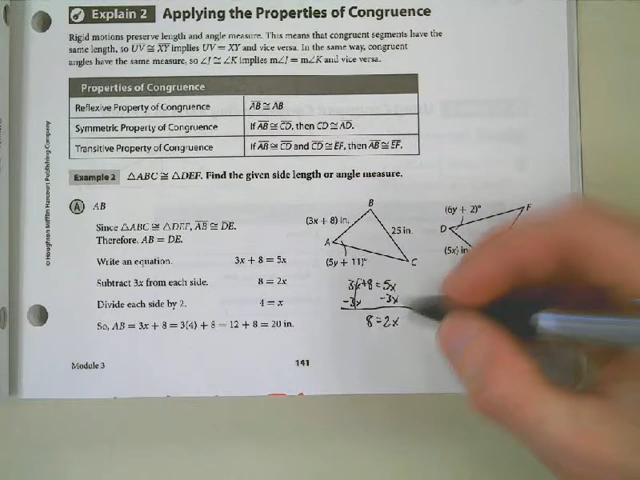 Explain 2 Applying the Properties of Congruence
Rigid motions preserve length and angle measure. This means that congruent segments have the
same length, so UV ≅ XY implies UV = XY and vice versa. In the same way, congruent
angles have the same measure, so ∠J ≅ ∠K implies m∠J = m∠K and vice versa.
Properties of Congruence
Reflexive Property of Congruence AB ≅ AB
Symmetric Property of Congruence If AB ≅ CD, then CD ≅ AD.
Transitive Property of Congruence If AB ≅ CD and CD ≅ EF, then AB ≅ EF.
Example 2 △ABC ≅ △DEF. Find the given side length or angle measure.
A AB
Since △ABC ≅ △DEF, AB ≅ DE.
Therefore, AB = DE.
Write an equation. 3x + 8 = 5x
Subtract 3x from each side. 8 = 2x
Divide each side by 2. 4 = x
So, AB = 3x + 8 = 3(4) + 8 = 12 + 8 = 20 in.
B
(3x + 8) in.
25 in.
A
(5y + 11)°
C
(6y + 2)°
F
D
(5x)
3x+8=5x
-3x -3x
8=2x
Module 3
141
© Houghton Mifflin Harcourt Publishing Company